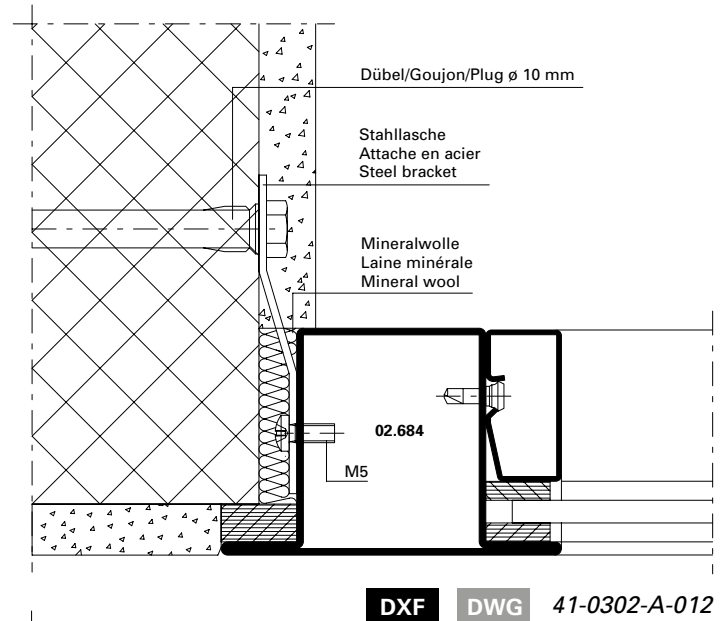 Dübel/Goujon/Plug ø 10 mm
Stahllasche
Attache en acier
Steel bracket
Mineralwolle
Laine minérale
Mineral wool
02.684
M5
DXF DWG 41-0302-A-012